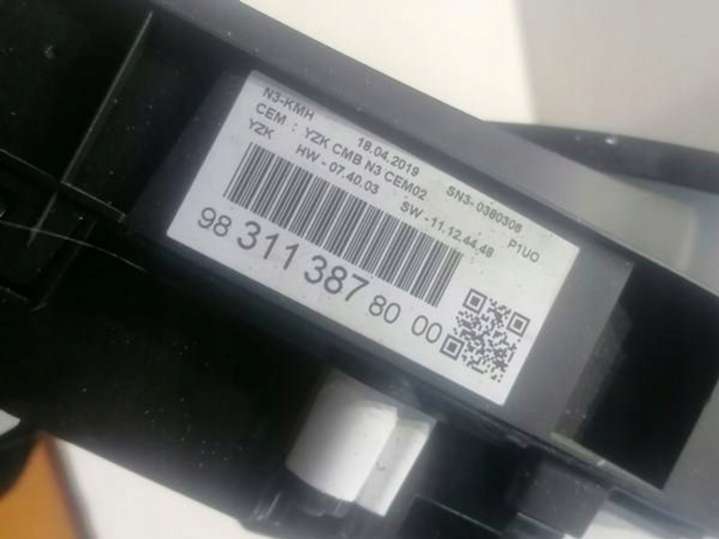 N3-KMH 18.04.2019 SN3-0380308
CEM : YZK CMB N3 CEM02
YZK HW -07.40.03 SW -11.12.44.48 P1UO
98 311 387 80 00